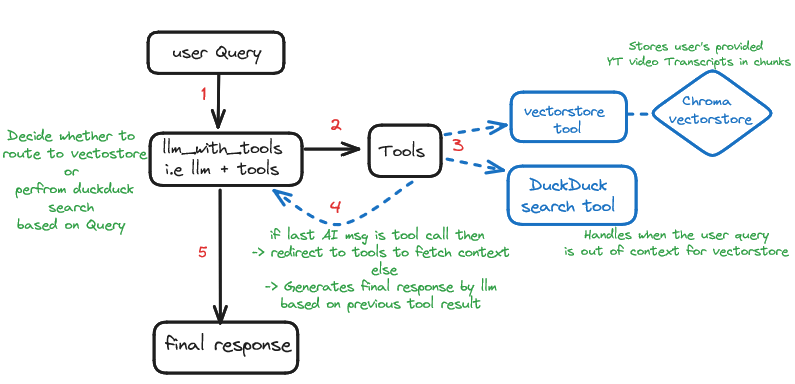 user Query
1
Decide whether to
route to vectostore
or
perfrom duckduck
search
based on Query
llm_with_tools
i.e llm + tools
2
Tools
3
vectorstore
tool
Stores user's provided
YT video Transcripts in chunks
Chroma
vectorstore
DuckDuck
search tool
Handles when the user query
is out of context for vectorstore
4
if last AI msg is tool call then
-> redirect to tools to fetch context
else
-> Generates final response by llm
based on previous tool result
5
final response